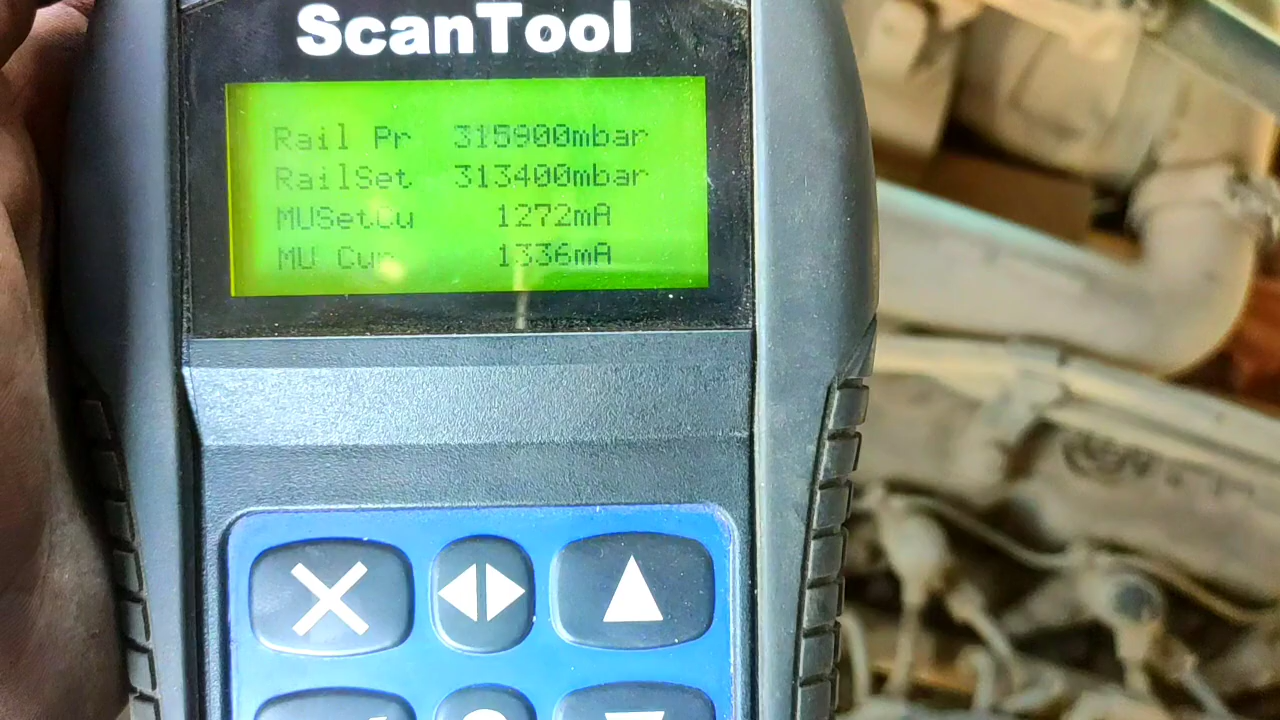 ScanTool
Rail Pr 315900mbar
RailSet 313400mbar
MUSetCu 1272mA
MU Cur 1336mA